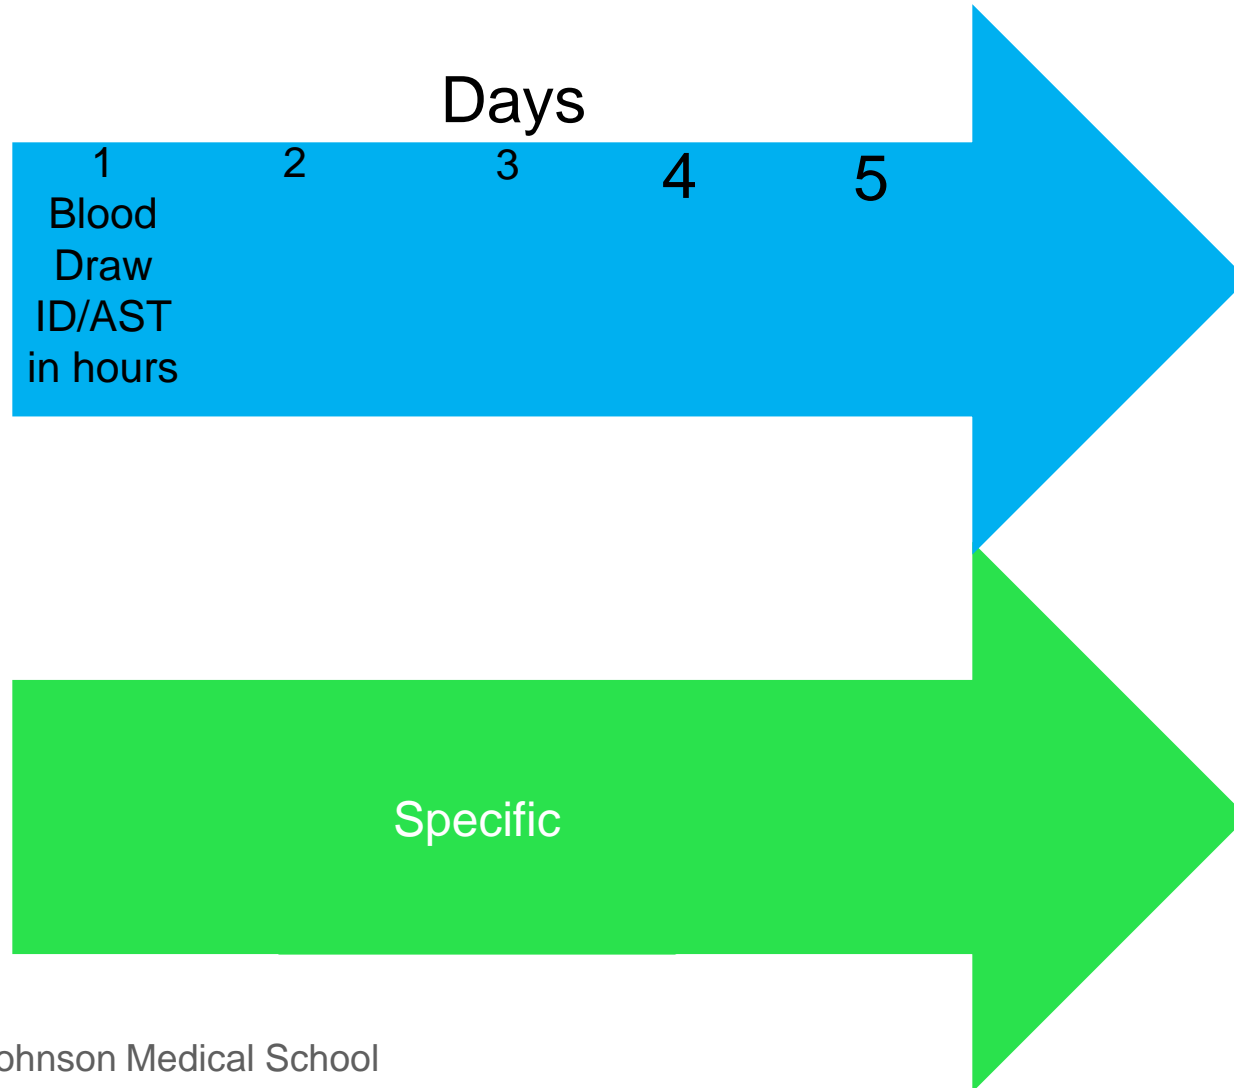 Days
1 2 3 4 5
Blood
Draw
ID/AST
in hours
Specific
ohnson Medical School